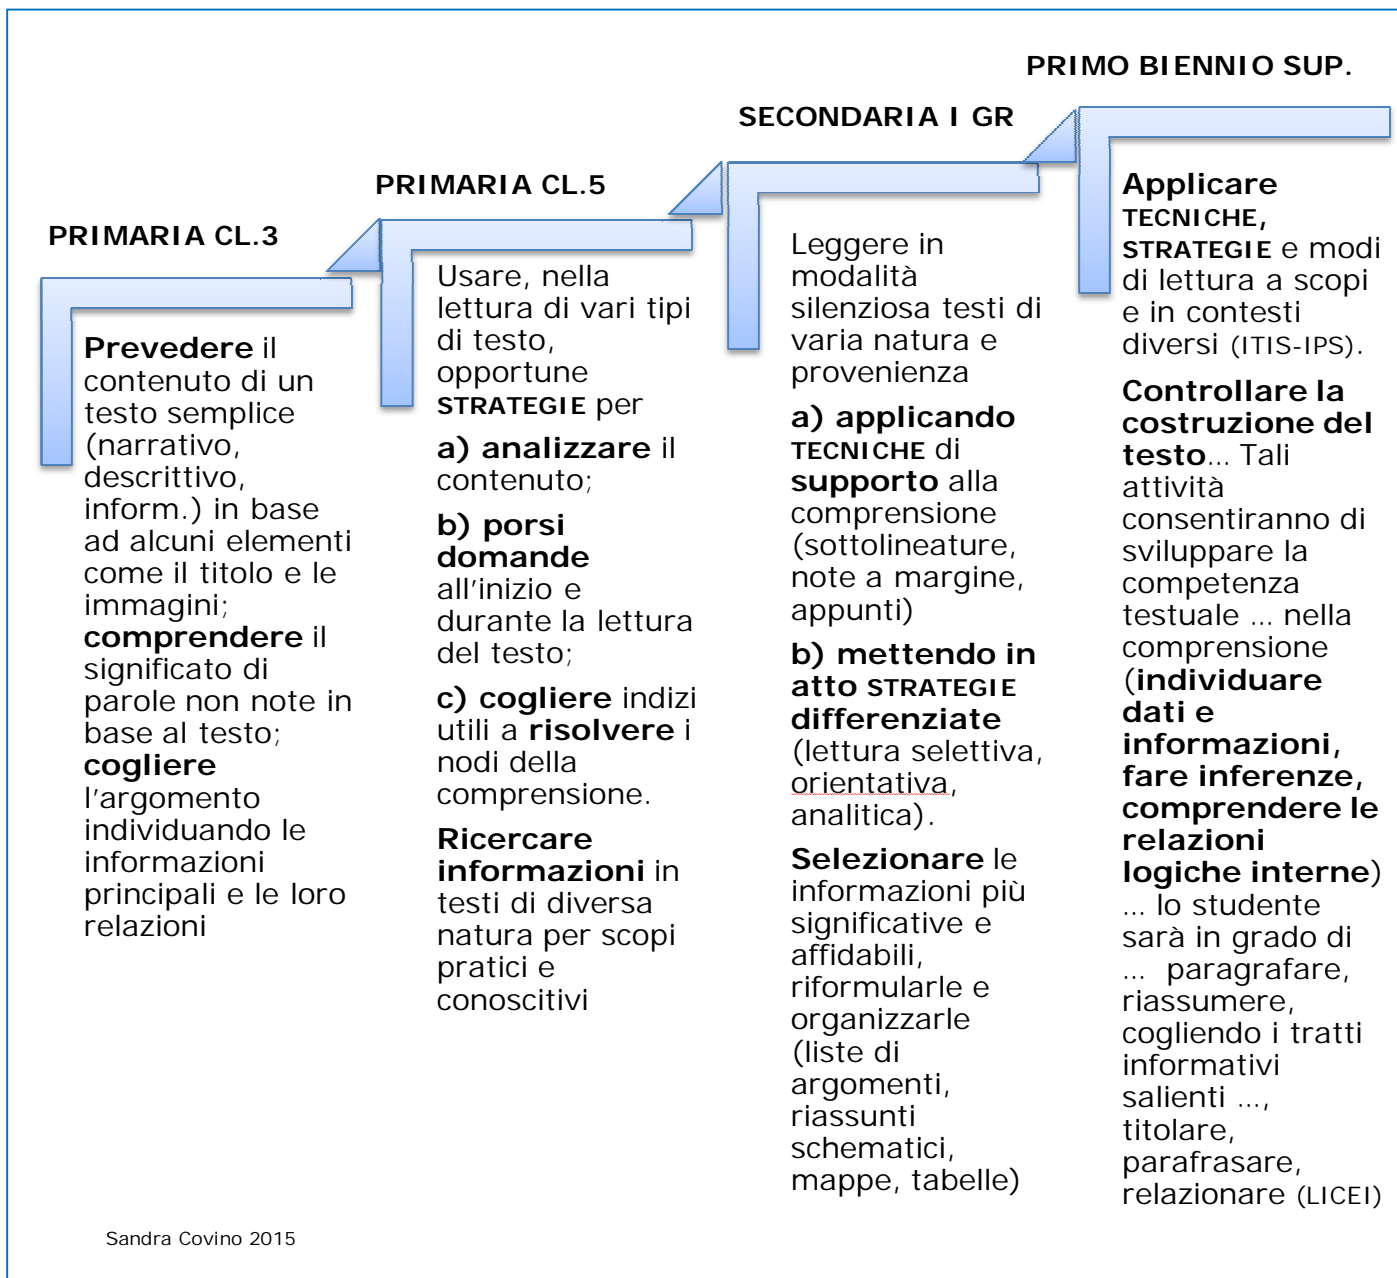 PRIMARIA CL.3
Prevedere il
contenuto di un
testo semplice
(narrativo,
descrittivo,
inform.) in base
ad alcuni elementi
come il titolo e le
immagini;
comprendere il
significato di
parole non note in
base al testo;
cogliere
l'argomento
individuando le
informazioni
principali e le loro
relazioni
PRIMARIA CL.5
Usare, nella
lettura di vari tipi
di testo,
opportune
STRATEGIE per
a) analizzare il
contenuto;
b) porsi
domande
all'inizio e
durante la lettura
del testo;
c) cogliere indizi
utili a risolvere i
nodi della
comprensione.
Ricercare
informazioni in
testi di diversa
natura per scopi
pratici e
conoscitivi
SECONDARIA I GR
Leggere in
modalità
silenziosa testi di
varia natura e
provenienza
a) applicando
TECNICHE di
supporto alla
comprensione
(sottolineature,
note a margine,
appunti)
b) mettendo in
atto STRATEGIE
differenziate
(lettura selettiva,
orientativa,
analitica).
Selezionare le
informazioni più
significative e
affidabili,
riformularle e
organizzarle
(liste di
argomenti,
riassunti
schematici,
mappe, tabelle)
PRIMO BIENNIO SUP.
Applicare
TECNICHE,
STRATEGIE e modi
di lettura a scopi
e in contesti
diversi (ITIS-IPS).
Controllare la
costruzione del
testo… Tali
attività
consentiranno di
sviluppare la
competenza
testuale … nella
comprensione
(individuare
dati e
informazioni,
fare inferenze,
comprendere le
relazioni
logiche interne)
… lo studente
sarà in grado di
… paragrafare,
riassumere,
cogliendo i tratti
informativi
salienti …,
titolare,
parafrasare,
relazionare (LICEI)
Sandra Covino 2015